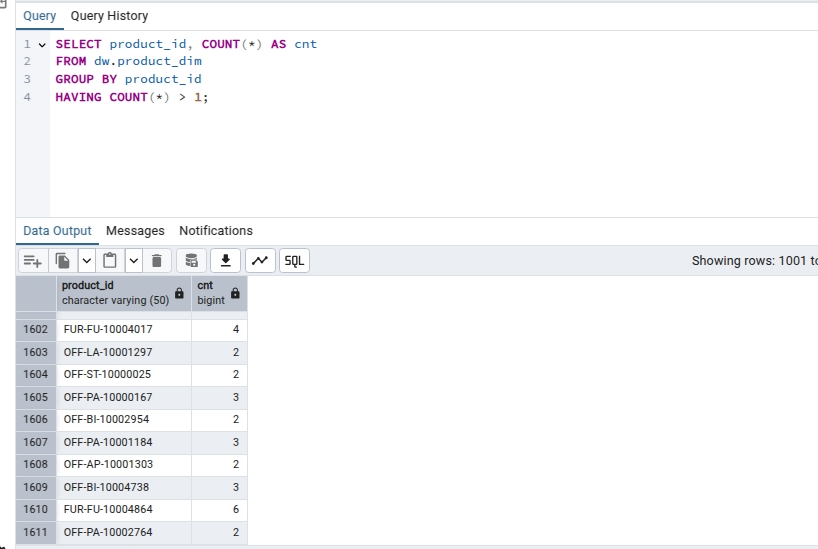 Query Query History
1 SELECT product_id, COUNT(*) AS cnt
2 FROM dw.product_dim
3 GROUP BY product_id
4 HAVING COUNT(*) > 1;
Data Output Messages Notifications
SQL Showing rows: 1001 to
product_id cnt
character varying (50) bigint
1602 FUR-FU-10004017 4
1603 OFF-LA-10001297 2
1604 OFF-ST-10000025 2
1605 OFF-PA-10000167 3
1606 OFF-BI-10002954 2
1607 OFF-PA-10001184 3
1608 OFF-AP-10001303 2
1609 OFF-BI-10004738 3
1610 FUR-FU-10004864 6
1611 OFF-PA-10002764 2